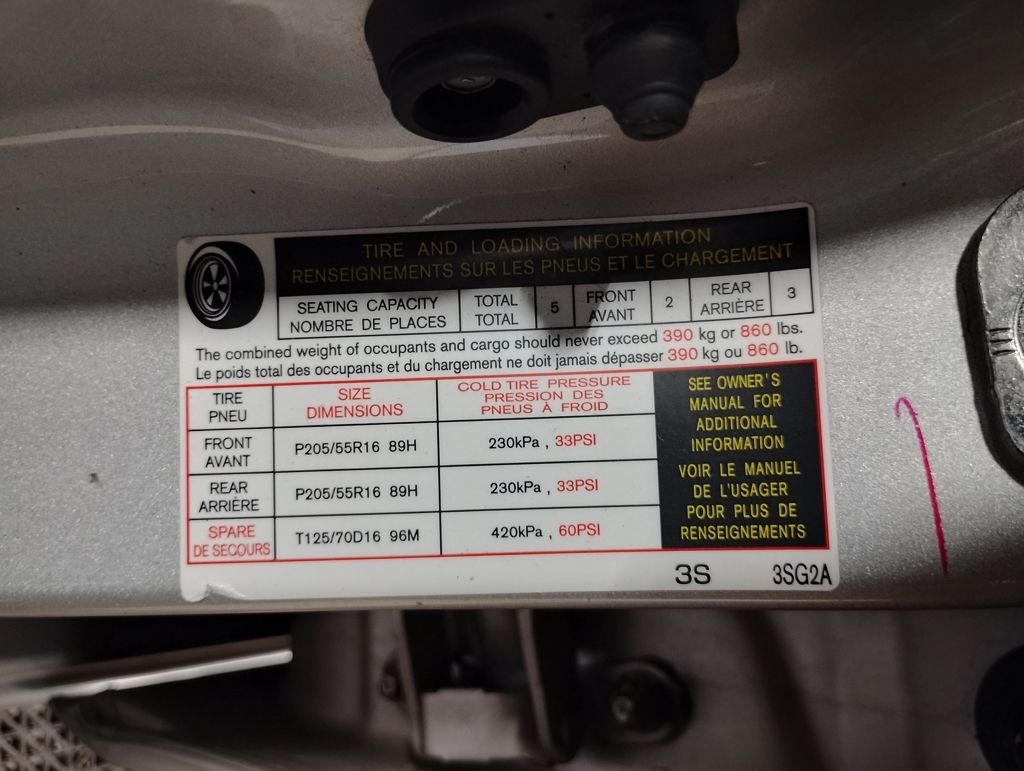 TIRE AND LOADING INFORMATION
RENSEIGNEMENTS SUR LES PNEUS ET LE CHARGEMENT
SEATING CAPACITY
NOMBRE DE PLACES
TOTAL
TOTAL
5
FRONT
AVANT
2
REAR
ARRIÈRE
3
The combined weight of occupants and cargo should never exceed 390 kg or 860 lbs.
Le poids total des occupants et du chargement ne doit jamais dépasser 390 kg ou 860 lb.
TIRE
PNEU
SIZE
DIMENSIONS
COLD TIRE PRESSURE
PRESSION DES
PNEUS À FROID
FRONT
AVANT
P205/55R16 89H
230kPa , 33PSI
REAR
ARRIÈRE
P205/55R16 89H
230kPa , 33PSI
SPARE
DE SECOURS
T125/70D16 96M
420kPa , 60PSI
SEE OWNER'S
MANUAL FOR
ADDITIONAL
INFORMATION
VOIR LE MANUEL
DE L'USAGER
POUR PLUS DE
RENSEIGNEMENTS
3S 3SG2A